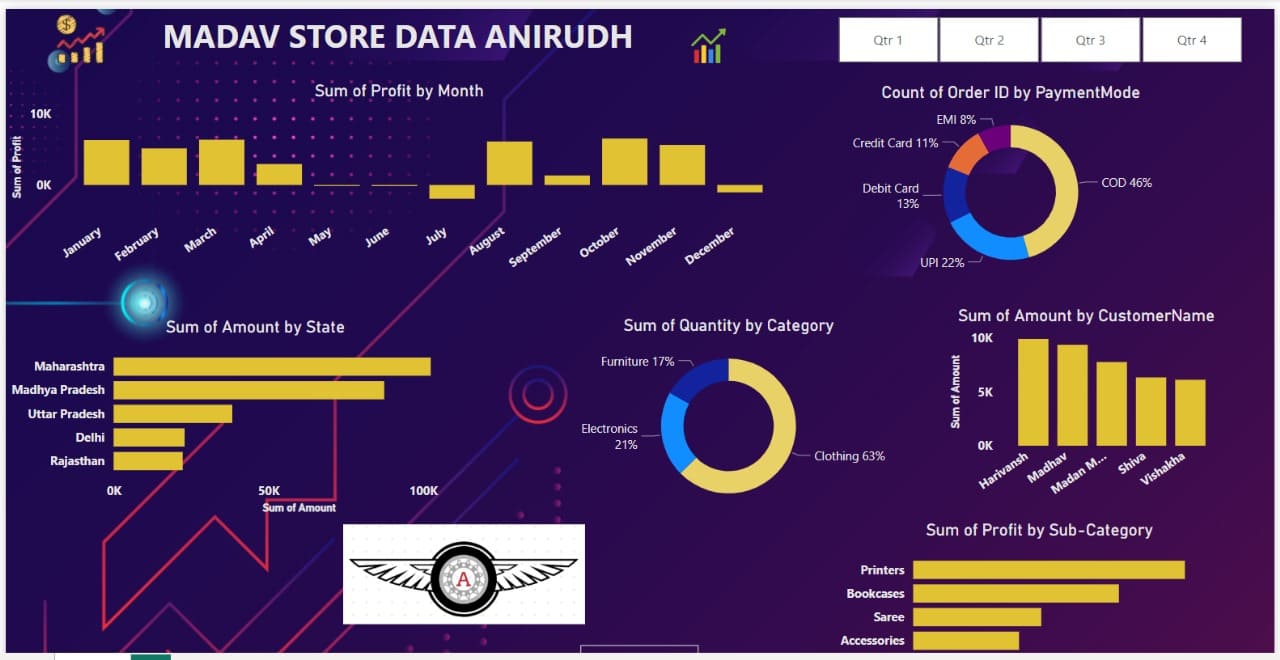 MADAV STORE DATA ANIRUDH
Qtr 1
Qtr 2
Qtr 3
Qtr 4
$
Sum of Profit by Month
Sum of Profit
10K
0K
January
February
March
April
May
June
July
August
September
October
November
December
Count of Order ID by PaymentMode
EMI 8%
Credit Card 11%
Debit Card
13%
UPI 22%
COD 46%
Sum of Amount by State
Maharashtra
Madhya Pradesh
Uttar Pradesh
Delhi
Rajasthan
0K
50K
100K
Sum of Amount
Sum of Quantity by Category
Furniture 17%
Electronics
21%
Clothing 63%
Sum of Amount by CustomerName
Sum of Amount
10K
5K
0K
Harivansh
Madhav
Madan M...
Shiva
Vishakha
A
Sum of Profit by Sub-Category
Printers
Bookcases
Saree
Accessories